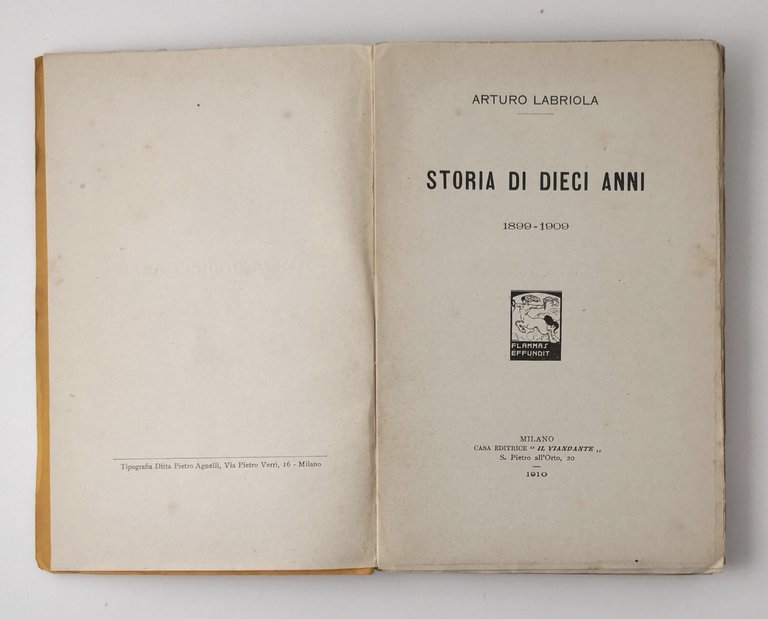 Tipografia Ditta Pietro Agnelli, Via Pietro Verri, 16 - Milano
ARTURO LABRIOLA
STORIA DI DIECI ANNI
1899-1909
FLAMMAS
EFFUNDIT
MILANO
CASA EDITRICE " IL VIANDANTE „
S. Pietro all'Orto, 20
1910